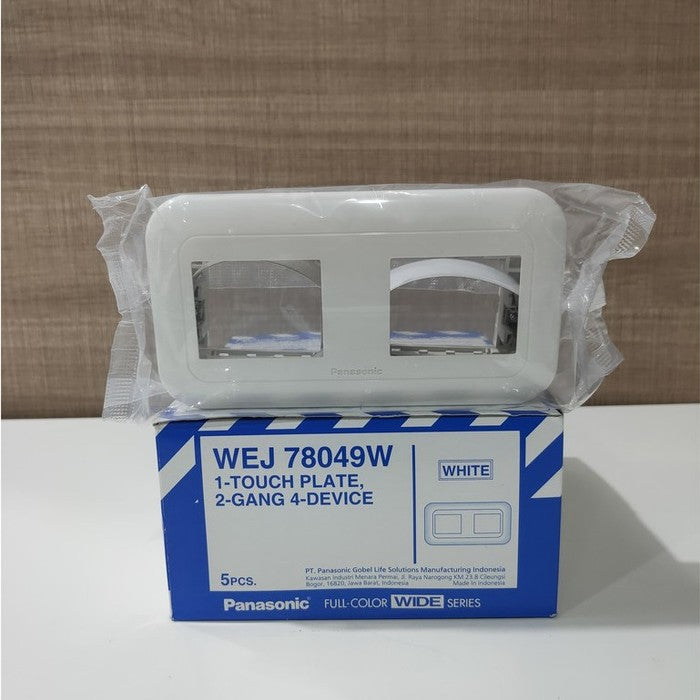 Panasonic
WEJ 78049W
1-TOUCH PLATE,
2-GANG 4-DEVICE
WHITE
PT. Panasonic Gobel Life Solutions Manufacturing Indonesia
Kawasan Industri Menara Permai, Jl. Raya Narogong KM 23.8 Cileungsi
Bogor, 16820, Jawa Barat, Indonesia
Made in Indonesia
5PCS.
Panasonic FULL-COLOR WIDE SERIES